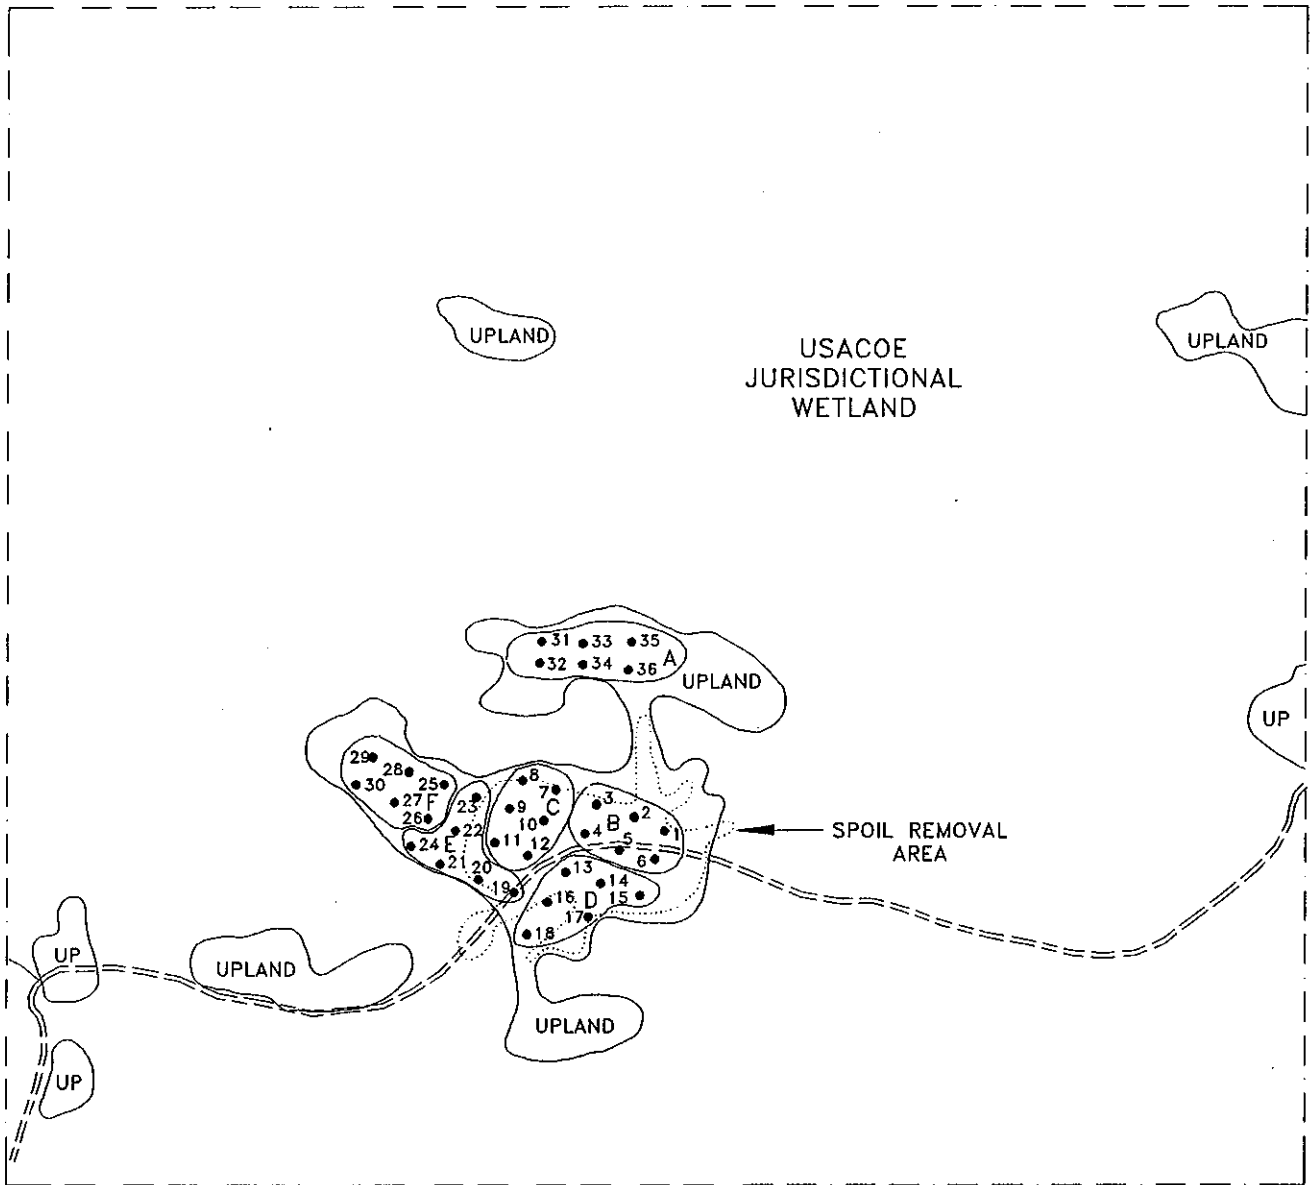 UPLAND
USACOE
JURISDICTIONAL
WETLAND
UPLAND
31 33 35
32 34 36 A
UPLAND
UP
29 28 25
30 27 F
26
8
7
9 C
10
11
12
3
2
B 1
4 5
6
SPOIL REMOVAL
AREA
23
22
24 E
21 20
19
13
14
16 D 15
17
18
UP
UPLAND
UPLAND
UP